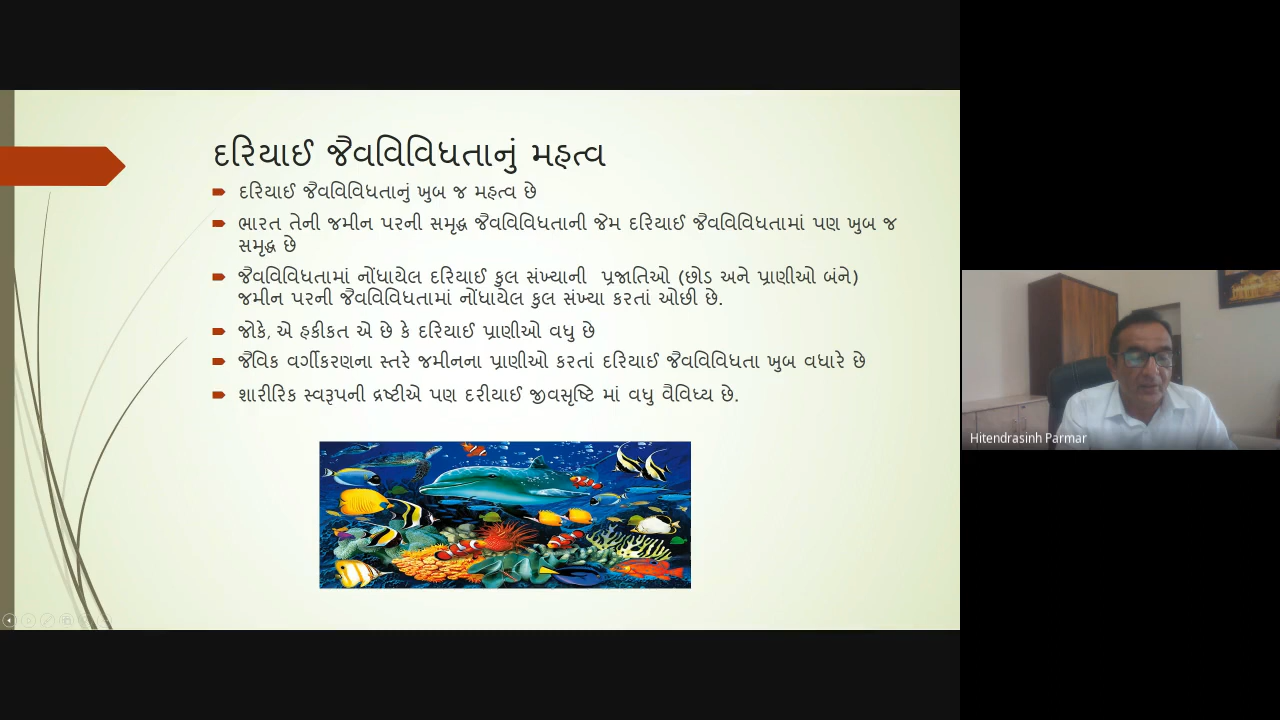 દરિયાઈ જૈવવિવિધતાનું મહત્વ
દરિયાઈ જૈવવિવિધતાનું ખુબ જ મહત્વ છે
ભારત તેની જમીન પરની સમૃદ્ધ જૈવવિવિધતાની જેમ દરિયાઈ જૈવવિવિધતામાં પણ ખુબ જ
સમૃદ્ધ છે
જૈવવિવિધતામાં નોંધાયેલ દરિયાઈ કુલ સંખ્યાની પ્રજાતિઓ (છોડ અને પ્રાણીઓ બંને)
જમીન પરની જૈવવિવિધતામાં નોંધાયેલ કુલ સંખ્યા કરતાં ઓછી છે.
જોકે, એ હકીકત એ છે કે દરિયાઈ પ્રાણીઓ વધુ છે
જૈવિક વર્ગીકરણના સ્તરે જમીનના પ્રાણીઓ કરતાં દરિયાઈ જૈવવિવિધતા ખુબ વધારે છે
શારીરિક સ્વરૂપની દ્રષ્ટીએ પણ દરીયાઈ જીવસૃષ્ટિ માં વધુ વૈવિધ્ય છે.
Hitendrasinh Parmar